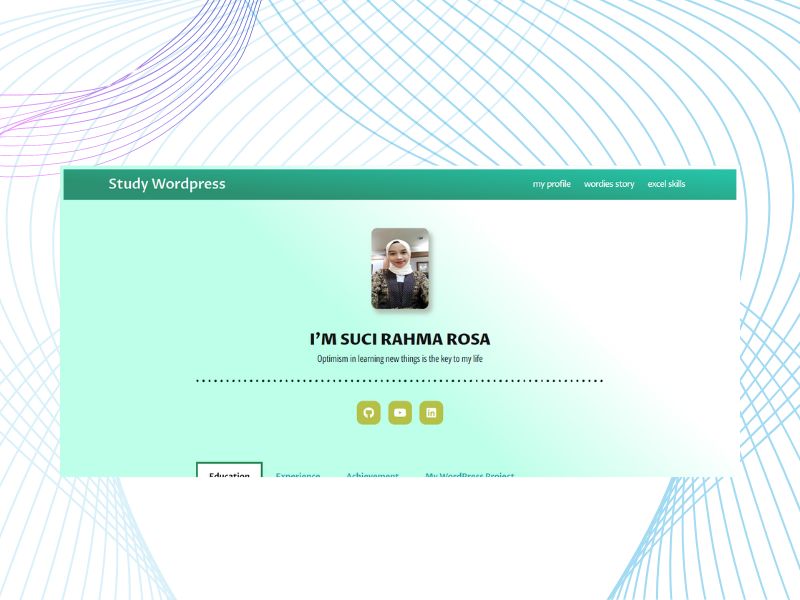 Study Wordpress
my profile wordies story excel skills
I'M SUCI RAHMA ROSA
Optimism in learning new things is the key to my life
Education Experience Achievement My WordPress Project